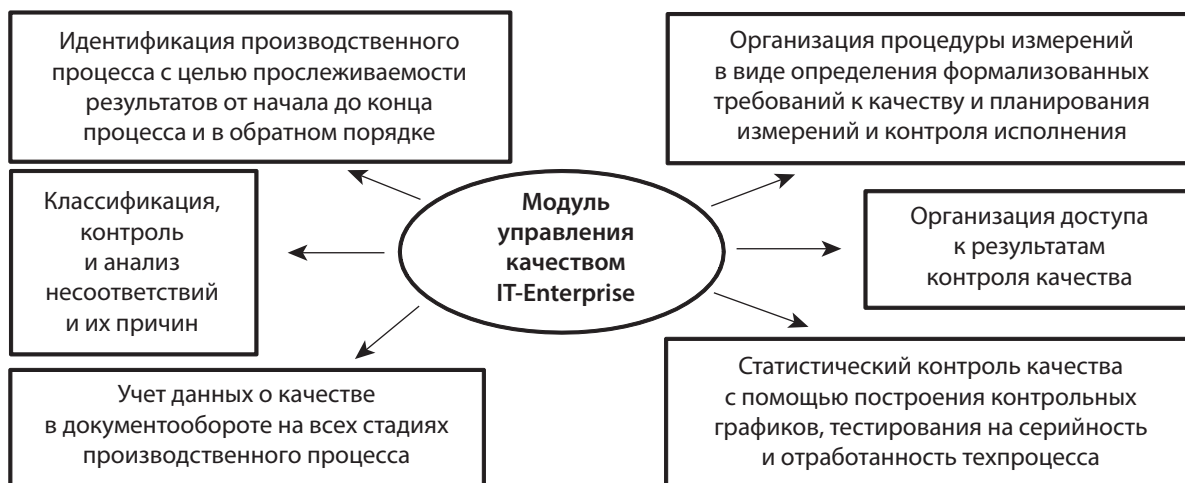 Идентификация производственного
процесса с целью прослеживаемости
результатов от начала до конца
процесса и в обратном порядке
Организация процедуры измерений
в виде определения формализованных
требований к качеству и планирования
измерений и контроля исполнения
Классификация,
контроль
и анализ
несоответствий
и их причин
Модуль
управления
качеством
IT-Enterprise
Организация доступа
к результатам
контроля качества
Учет данных о качестве
в документообороте на всех стадиях
производственного процесса
Статистический контроль качества
с помощью построения контрольных
графиков, тестирования на серийность
и отработанность техпроцесса